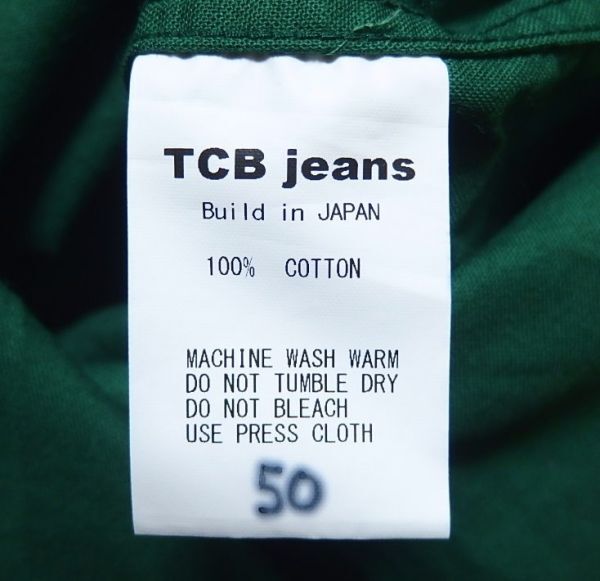 TCB jeans
Build in JAPAN
100% COTTON
MACHINE WASH WARM
DO NOT TUMBLE DRY
DO NOT BLEACH
USE PRESS CLOTH
50